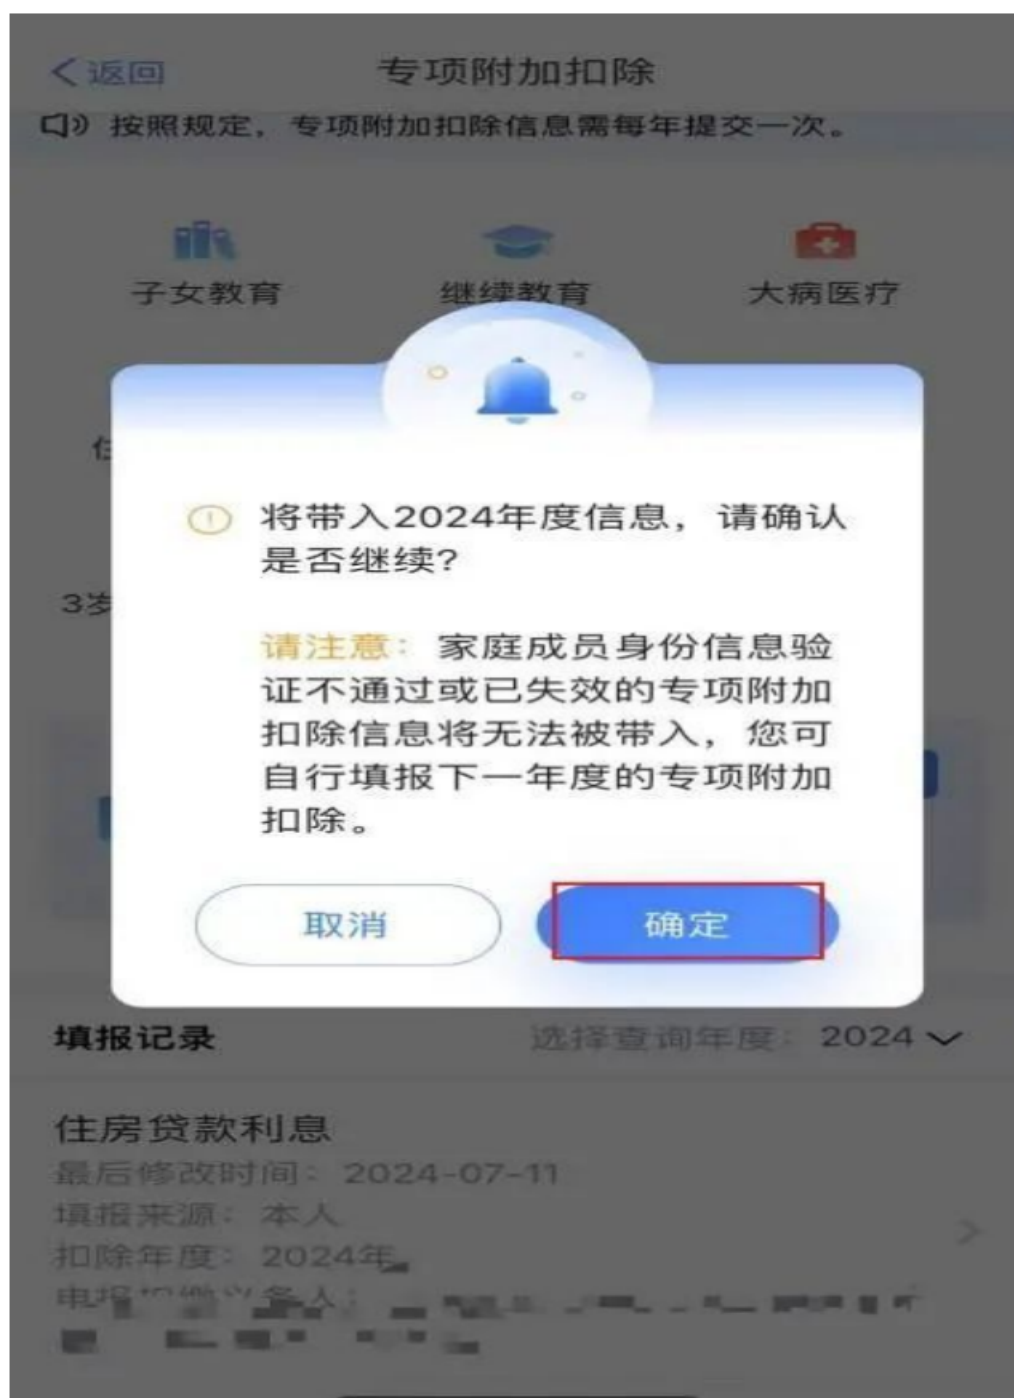 返回
专项附加扣除
按照规定，专项附加扣除信息需每年提交一次。
子女教育 继续教育 大病医疗
住
3岁
将带入2024年度信息，请确认
是否继续?
请注意：家庭成员身份信息验
证不通过或已失效的专项附加
扣除信息将无法被带入，您可
自行填报下一年度的专项附加
扣除。
取消 确定
填报记录 选择查询年度：2024
住房贷款利息
最后修改时间：2024-07-11
填报来源：本人
扣除年度：2024年